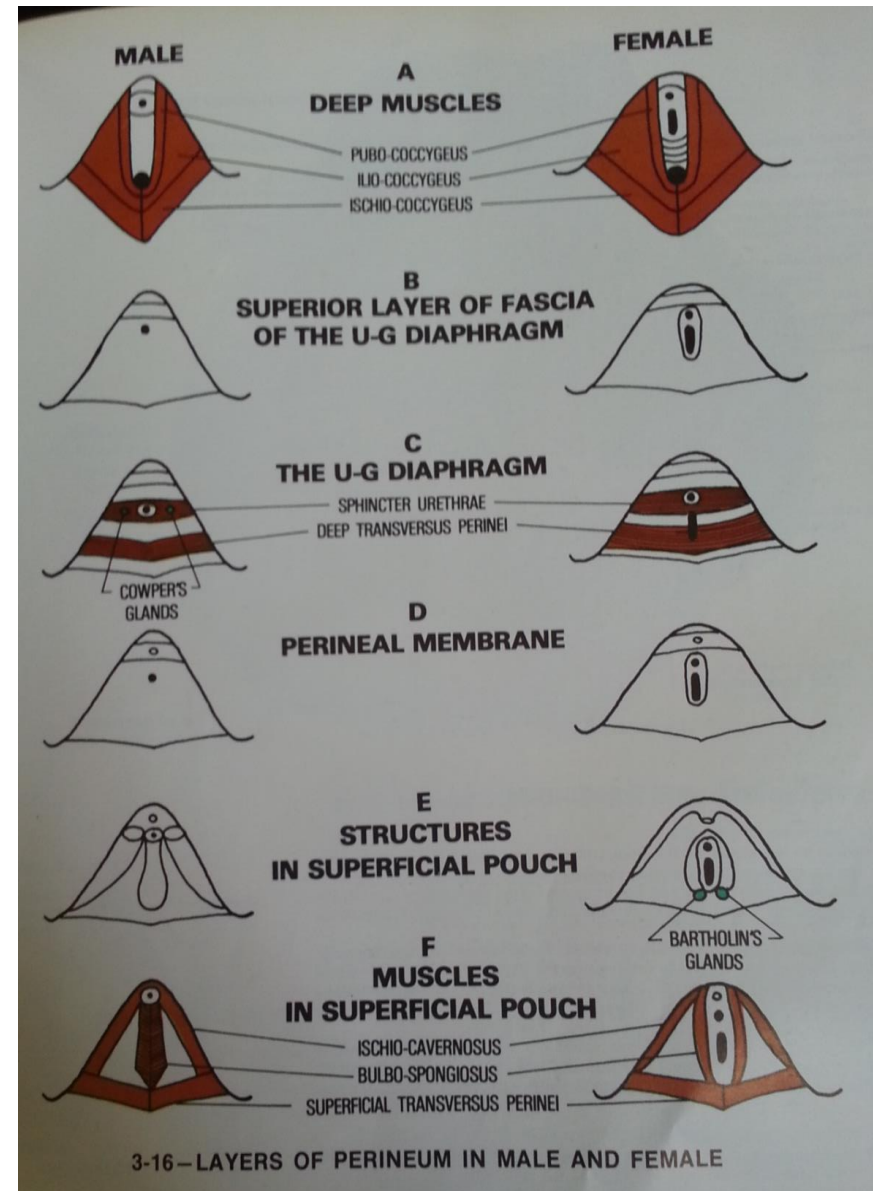 MALE
FEMALE
A
DEEP MUSCLES
PUBO-COCCYGEUS
ILIO-COCCYGEUS
ISCHIO-COCCYGEUS
B
SUPERIOR LAYER OF FASCIA
OF THE U-G DIAPHRAGM
C
THE U-G DIAPHRAGM
SPHINCTER URETHRAE
DEEP TRANSVERSUS PERINEI
COWPER'S
GLANDS
D
PERINEAL MEMBRANE
E
STRUCTURES
IN SUPERFICIAL POUCH
BARTHOLIN'S
GLANDS
F
MUSCLES
IN SUPERFICIAL POUCH
ISCHIO-CAVERNOSUS
BULBO-SPONGIOSUS
SUPERFICIAL TRANSVERSUS PERINEI
3-16—LAYERS OF PERINEUM IN MALE AND FEMALE